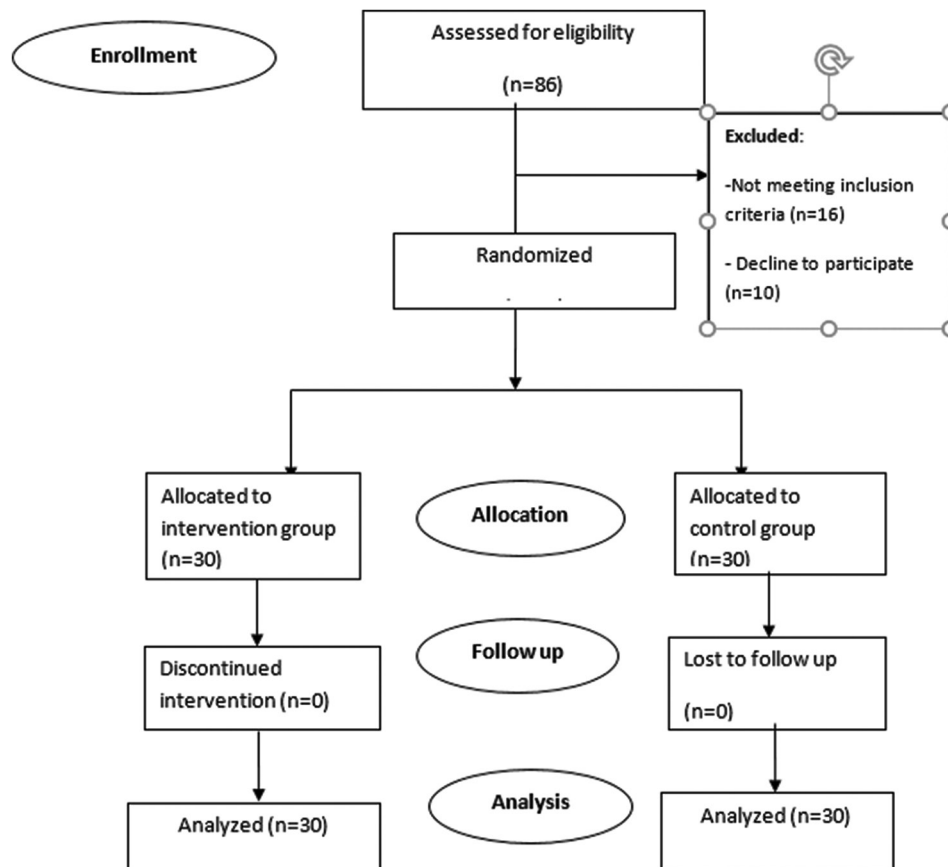 Enrollment
Assessed for eligibility
(n=86)
Excluded:
-Not meeting inclusion
criteria (n=16)
- Decline to participate
(n=10)
Randomized
Allocated to
intervention group
(n=30)
Allocation
Allocated to
control group
(n=30)
Discontinued
intervention (n=0)
Follow up
Lost to follow up
(n=0)
Analyzed (n=30)
Analysis
Analyzed (n=30)